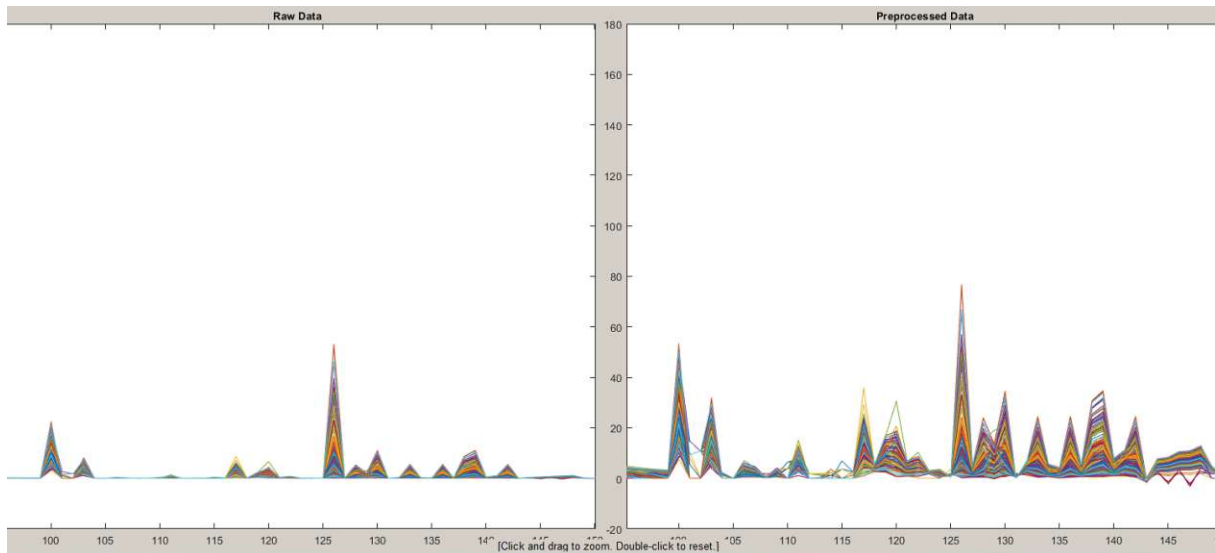 Raw Data
Preprocessed Data
180
160
140
120
100
80
60
40
20
0
-20
100 105 110 115 120 125 130 135 145 150
100 105 110 115 120 125 130 135 140 145
[Click and drag to zoom. Double-click to reset.]